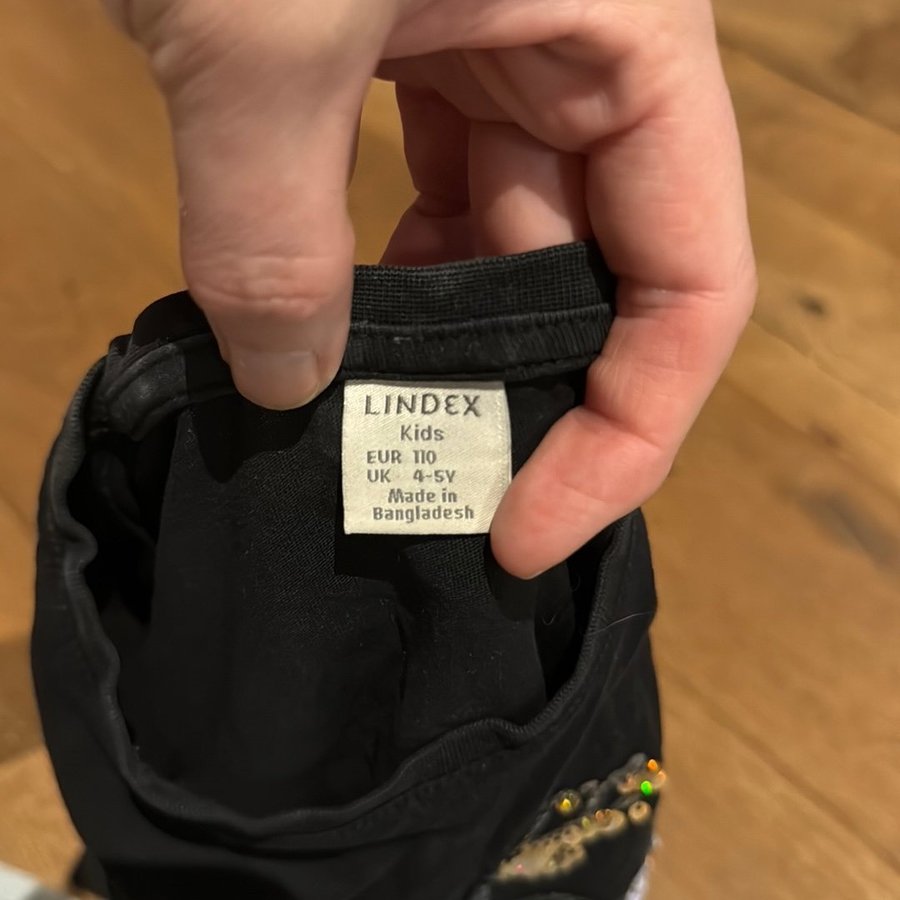 LINDEX
Kids
EUR 110
UK 4-5Y
Made in
Bangladesh